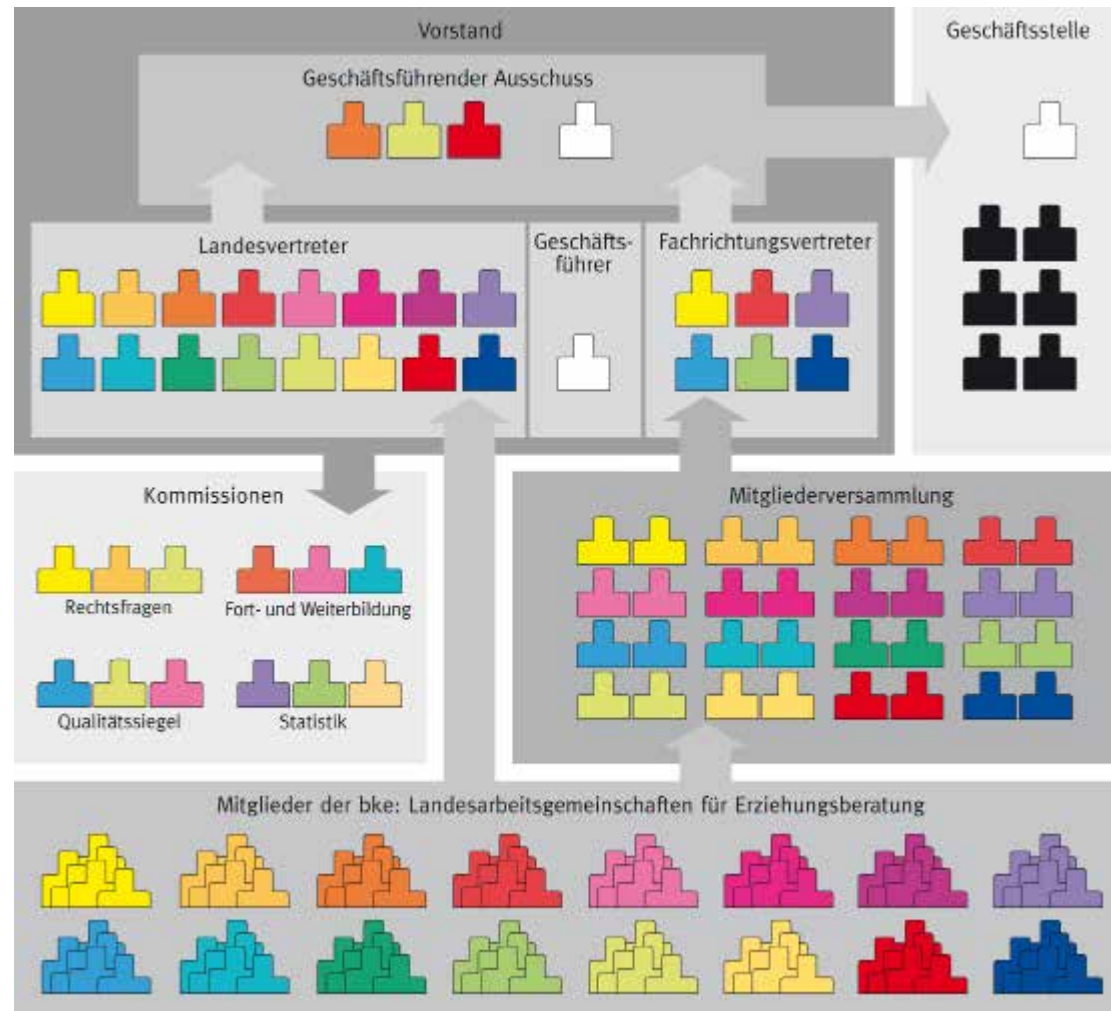 Vorstand
Geschäftsstelle
Geschäftsführender Ausschuss
Landesvertreter
Geschäfts-
führer
Fachrichtungsvertreter
Kommissionen
Rechtsfragen
Fort- und Weiterbildung
Qualitätssiegel
Statistik
Mitgliederversammlung
Mitglieder der bke: Landesarbeitsgemeinschaften für Erziehungsberatung